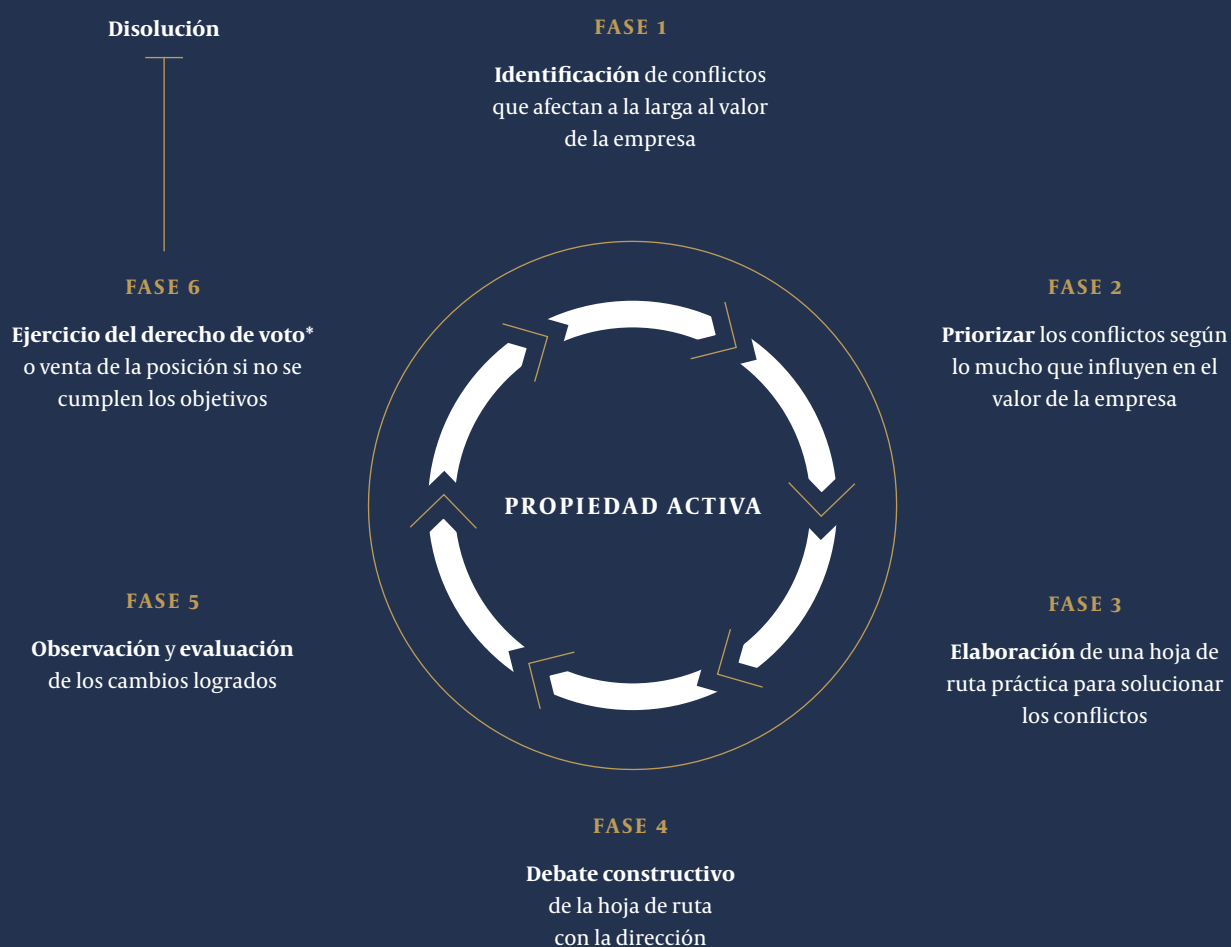 Disolución
FASE 1
Identificación de conflictos
que afectan a la larga al valor
de la empresa
FASE 6
Ejercicio del derecho de voto*
o venta de la posición si no se
cumplen los objetivos
FASE 2
Priorizar los conflictos según
lo mucho que influyen en el
valor de la empresa
PROPIEDAD ACTIVA
FASE 5
Observación y evaluación
de los cambios logrados
FASE 3
Elaboración de una hoja de
ruta práctica para solucionar
los conflictos
FASE 4
Debate constructivo
de la hoja de ruta
con la dirección